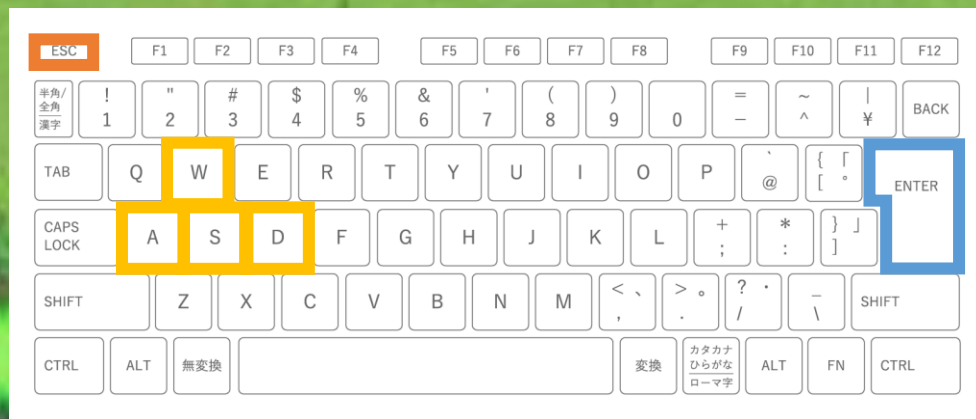 ESC F1 F2 F3 F4 F5 F6 F7 F8 F9 F10 F11 F12
半角/ ! " # $ % & ' ( ) = ~ |
全角
漢字 1 2 3 4 5 6 7 8 9 0 − ^ ¥ BACK
TAB Q W E R T Y U I O P ` @ { 「 [ ° ENTER
CAPS
LOCK A S D F G H J K L + ; * : } 」 ]
SHIFT Z X C V B N M < 、 , > 。 . ? ・ / _ \ SHIFT
CTRL ALT 無変換 変換 カタカナ
ひらがな
ローマ字 ALT FN CTRL